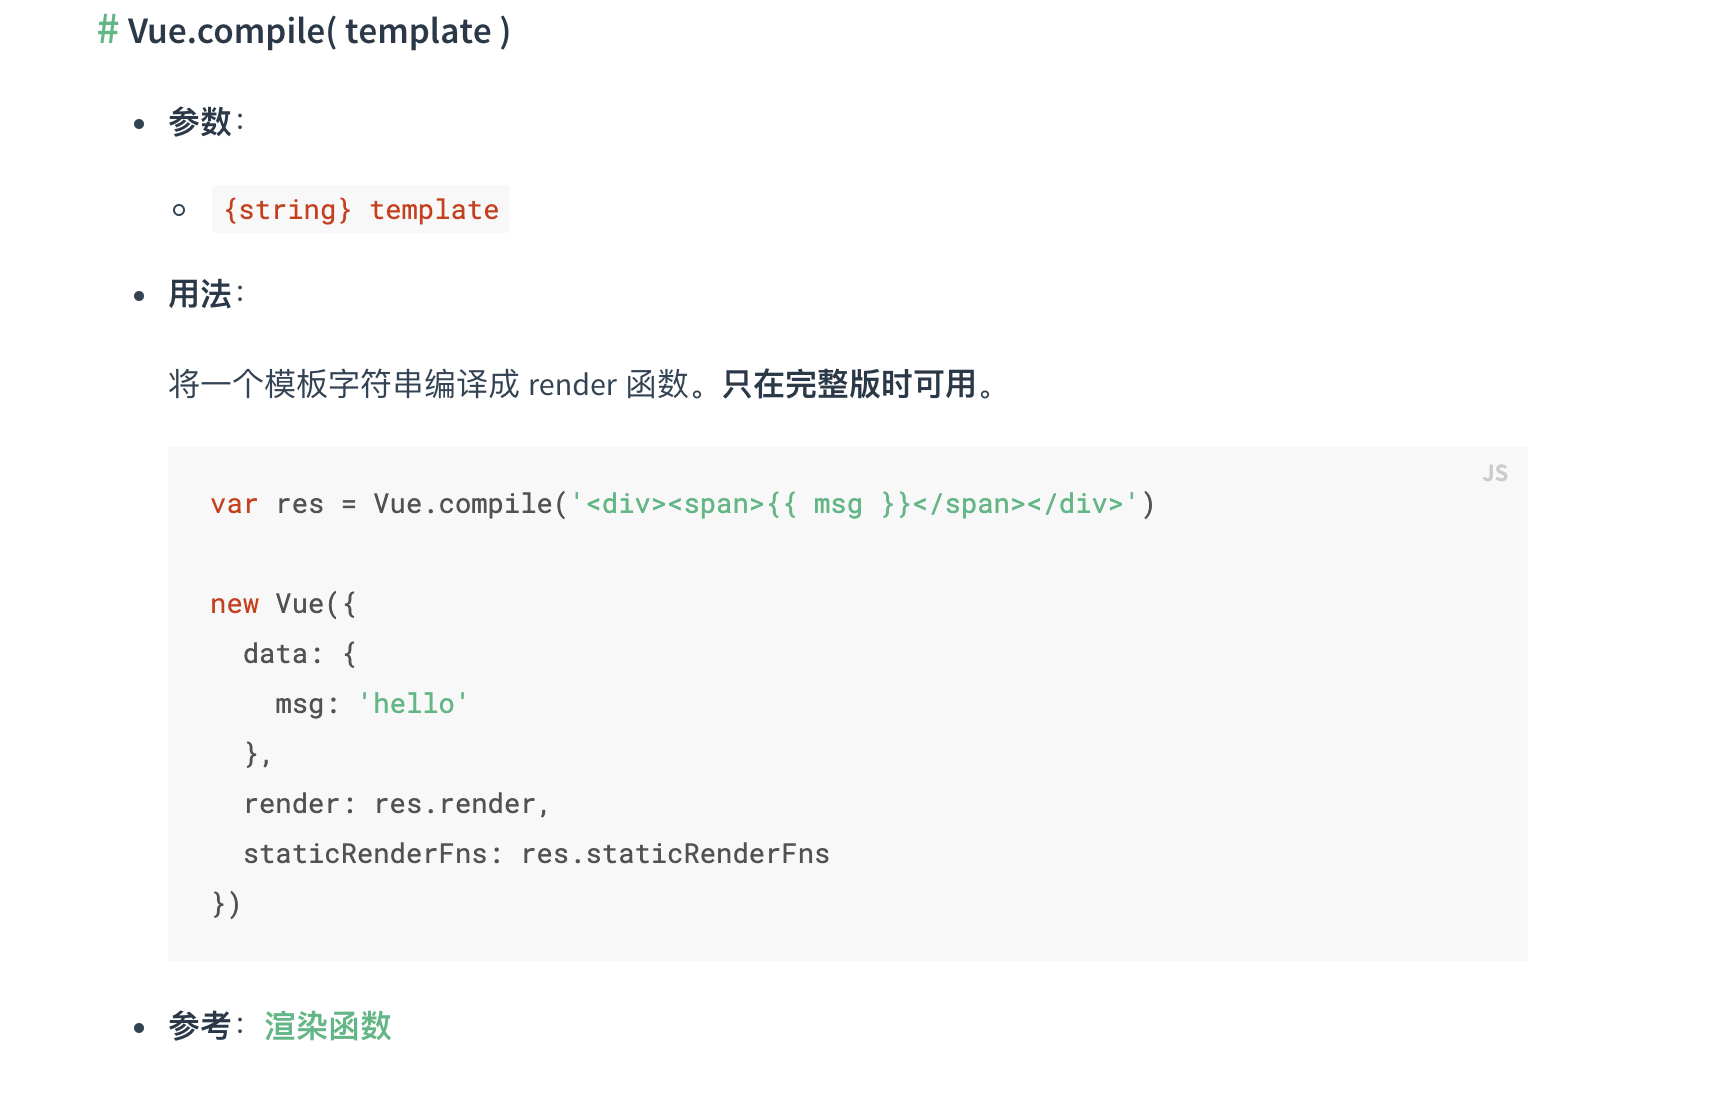 # Vue.compile( template )
参数：
{string} template
用法：
将一个模板字符串编译成 render 函数。只在完整版时可用。
JS
var res = Vue.compile('<div><span>{{ msg }}</span></div>')
new Vue({
  data: {
    msg: 'hello'
  },
  render: res.render,
  staticRenderFns: res.staticRenderFns
})
参考：渲染函数